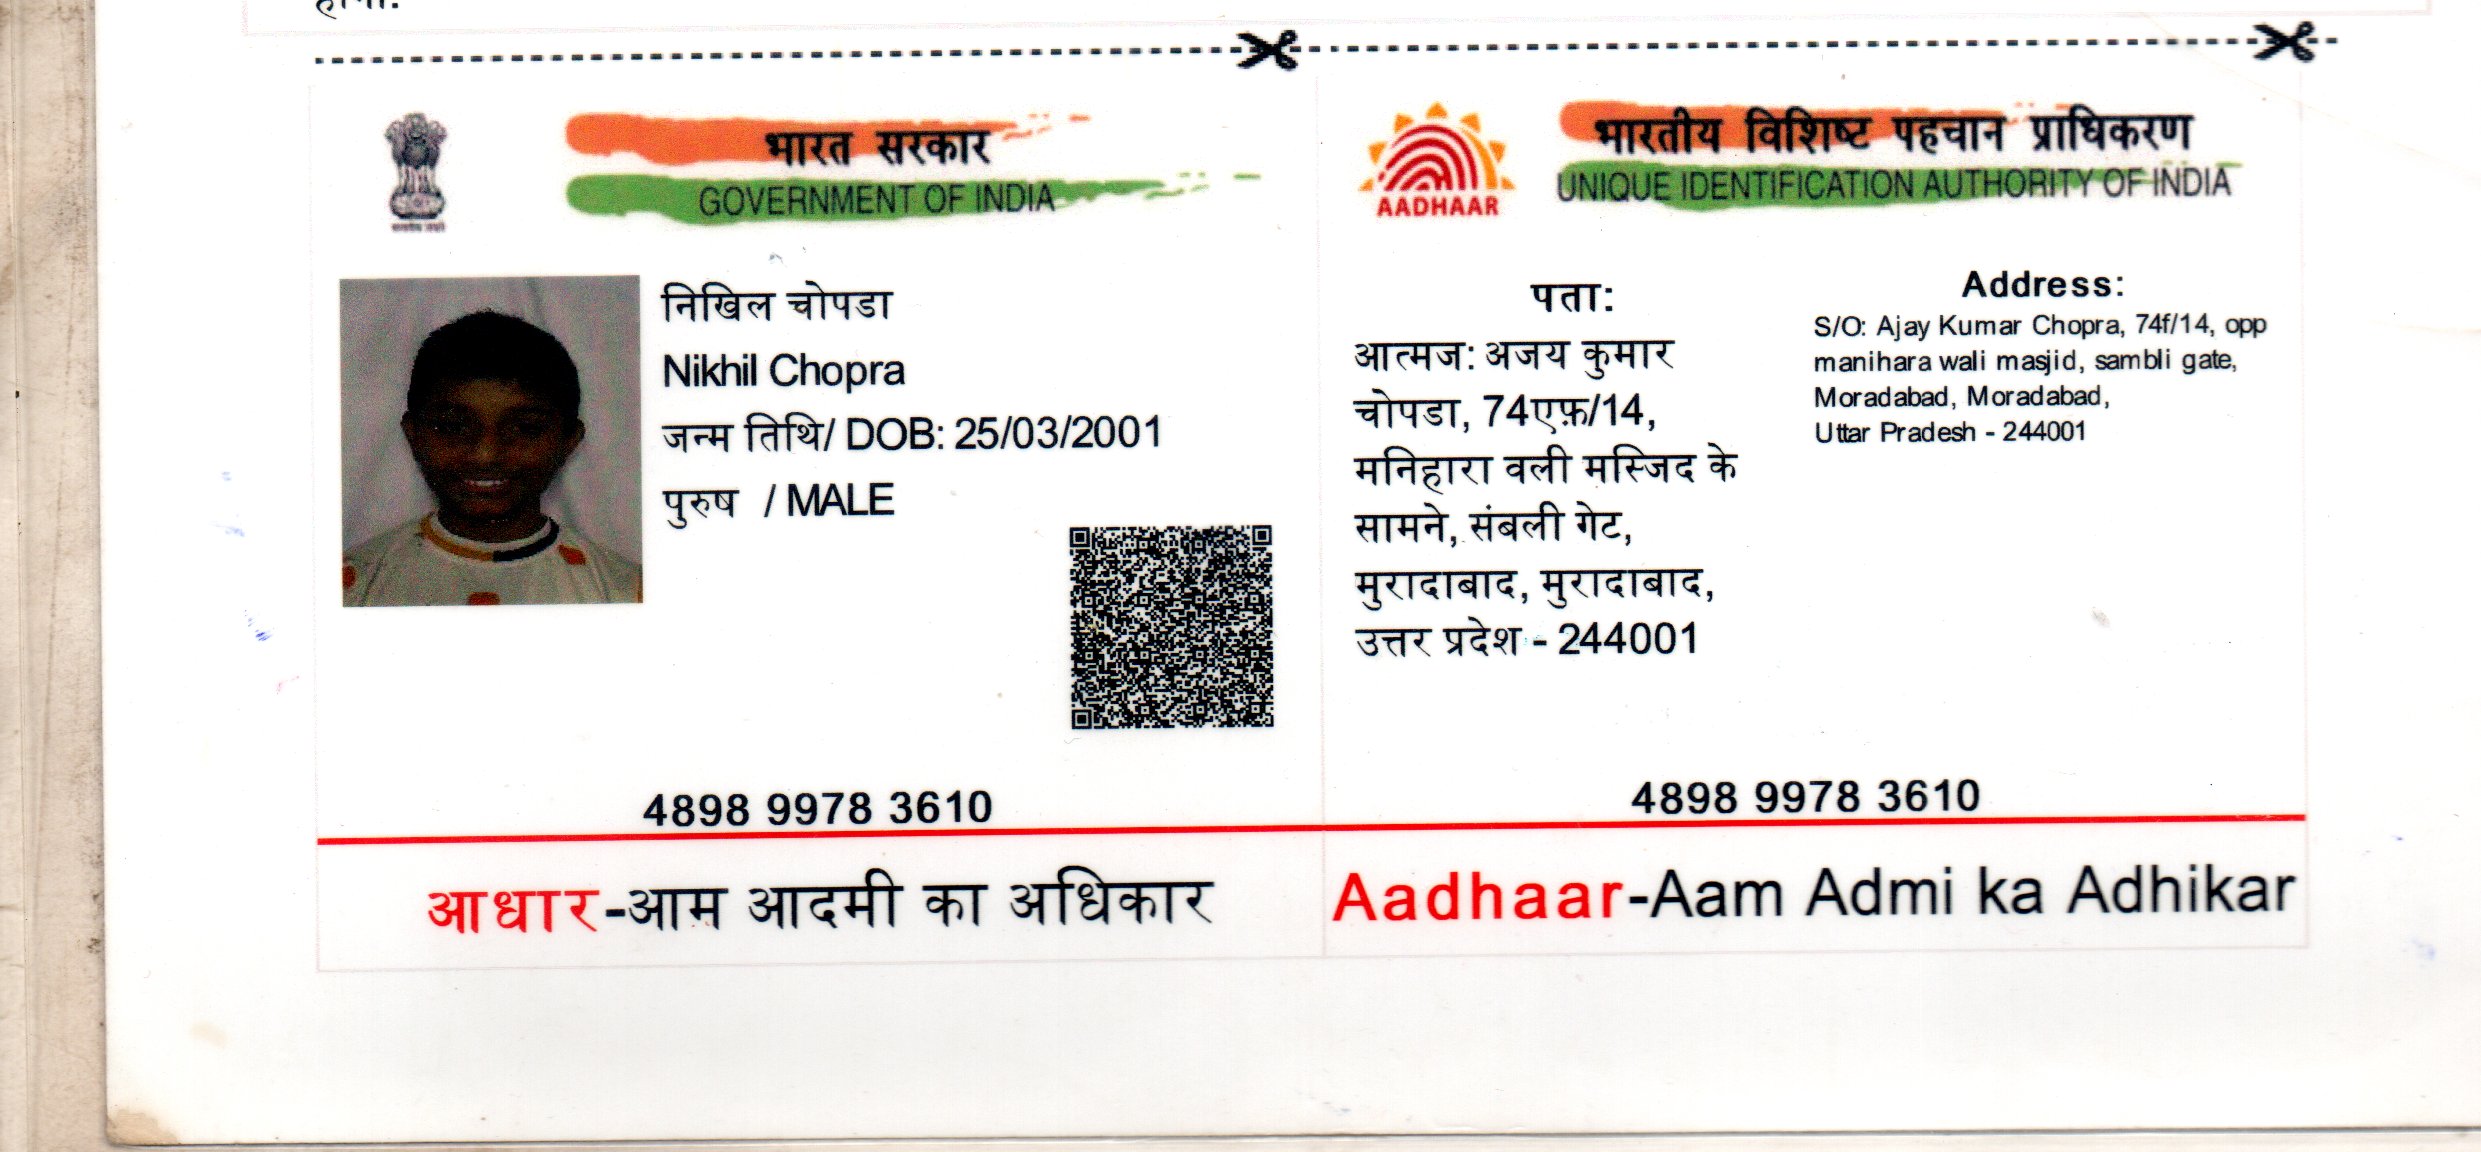 भारत सरकार
GOVERNMENT OF INDIA
निखिल चोपडा
Nikhil Chopra
जन्म तिथि/ DOB: 25/03/2001
पुरुष / MALE
4898 9978 3610
आधार-आम आदमी का अधिकार
भारतीय विशिष्ट पहचान प्राधिकरण
UNIQUE IDENTIFICATION AUTHORITY OF INDIA
AADHAAR
पता:
आत्मज: अजय कुमार
चोपडा, 74एफ़/14,
मनिहारा वली मस्जिद के
सामने, संबली गेट,
मुरादाबाद, मुरादाबाद,
उत्तर प्रदेश - 244001
Address:
S/O: Ajay Kumar Chopra, 74f/14, opp
manihara wali masjid, sambli gate,
Moradabad, Moradabad,
Uttar Pradesh - 244001
4898 9978 3610
Aadhaar-Aam Admi ka Adhikar